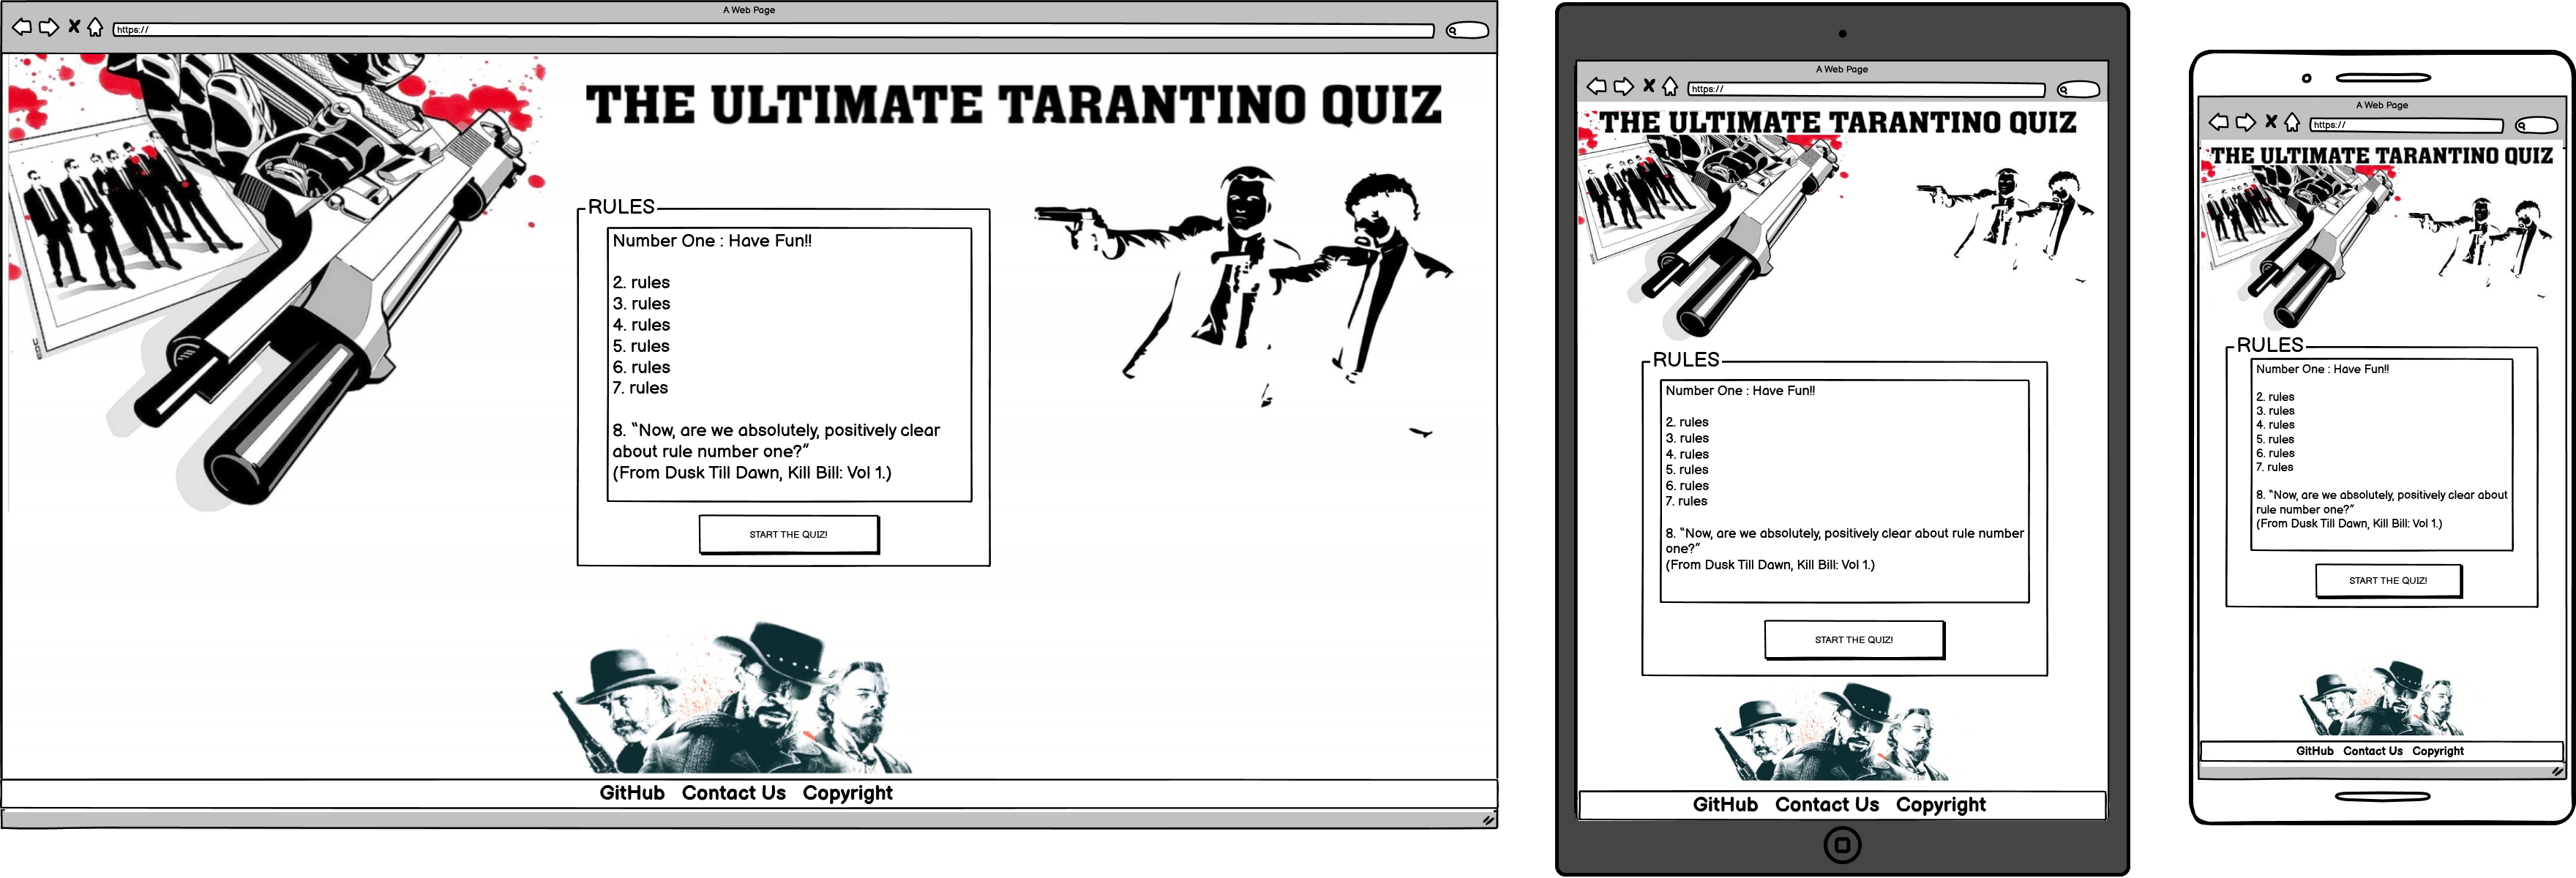 A Web Page
https://
THE ULTIMATE TARANTINO QUIZ
RULES
Number One : Have Fun!!
2. rules
3. rules
4. rules
5. rules
6. rules
7. rules
8. "Now, are we absolutely, positively clear
about rule number one?"
(From Dusk Till Dawn, Kill Bill: Vol 1.)
START THE QUIZ!
GitHub Contact Us Copyright
A Web Page
https://
THE ULTIMATE TARANTINO QUIZ
RULES
Number One : Have Fun!!
2. rules
3. rules
4. rules
5. rules
6. rules
7. rules
8. "Now, are we absolutely, positively clear about rule number
one?"
(From Dusk Till Dawn, Kill Bill: Vol 1.)
START THE QUIZ!
GitHub Contact Us Copyright
A Web Page
https://
THE ULTIMATE TARANTINO QUIZ
RULES
Number One : Have Fun!!
2. rules
3. rules
4. rules
5. rules
6. rules
7. rules
8. "Now, are we absolutely, positively clear about
rule number one?"
(From Dusk Till Dawn, Kill Bill: Vol 1.)
START THE QUIZ!
GitHub Contact Us Copyright